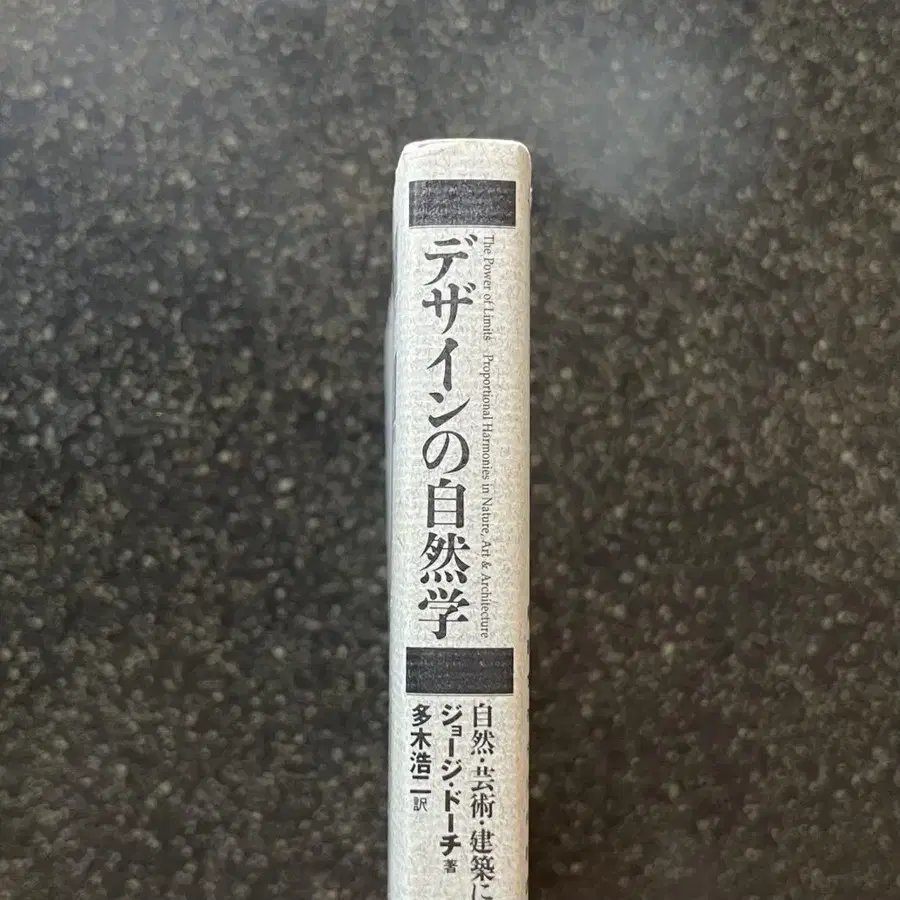 デザインの自然学
The Power of Limits Proportional Harmonies in Nature, Art & Architecture
自然・芸術・建築に
ジョージ・ドーチ 著
多木浩二 訳